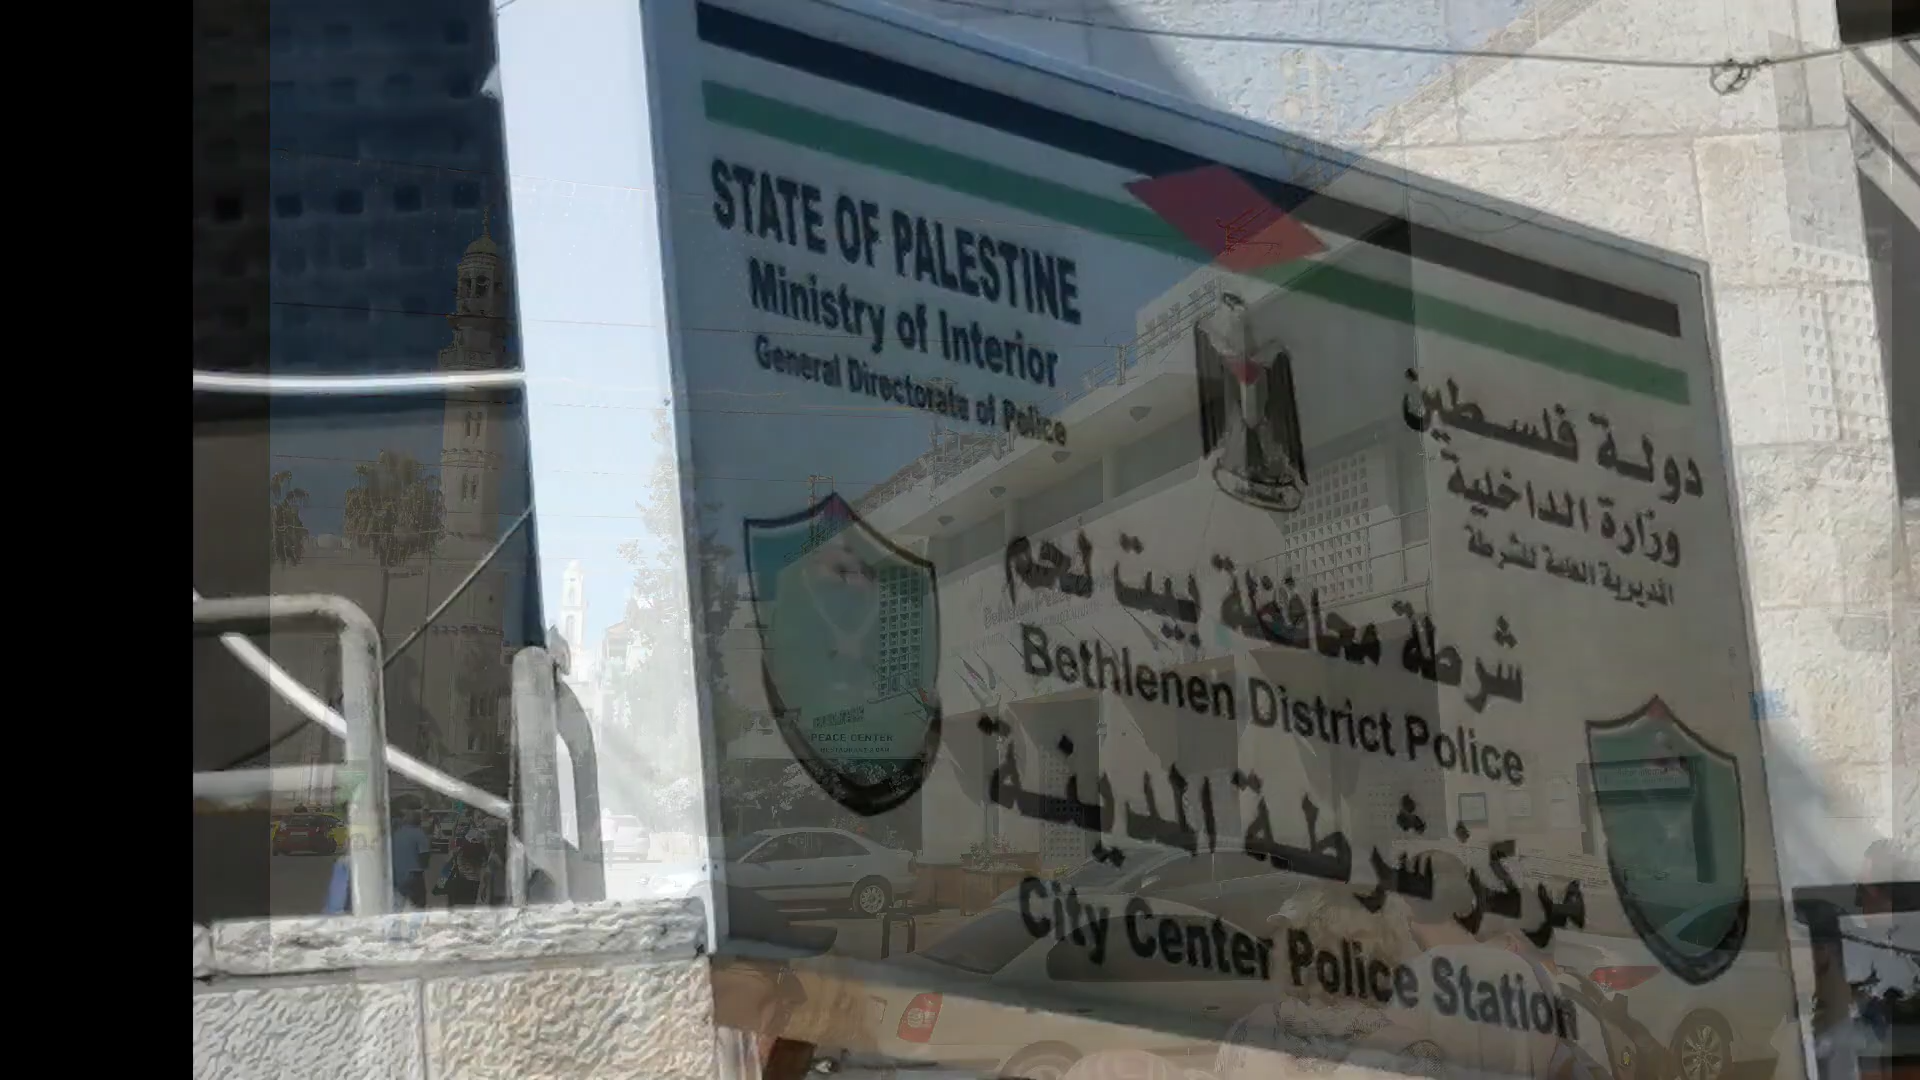 STATE OF PALESTINE
Ministry of Interior
General Directorate of Police
دولة فلسطين
وزارة الداخلية
المديرية العامة للشرطة
شرطة محافظة بيت لحم
Bethlenen District Police
مركز شرطة المدينة
City Center Police Station
PEACE CENTER